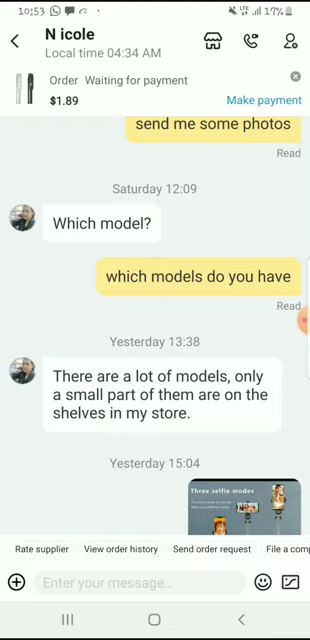 10:53
LTE
17%
N icole
Local time 04:34 AM
Order Waiting for payment
$1.89
Make payment
send me some photos
Read
Saturday 12:09
Which model?
which models do you have
Read
Yesterday 13:38
There are a lot of models, only
a small part of them are on the
shelves in my store.
Yesterday 15:04
Three selfie modes
Rate supplier
View order history
Send order request
File a comp
Enter your message...